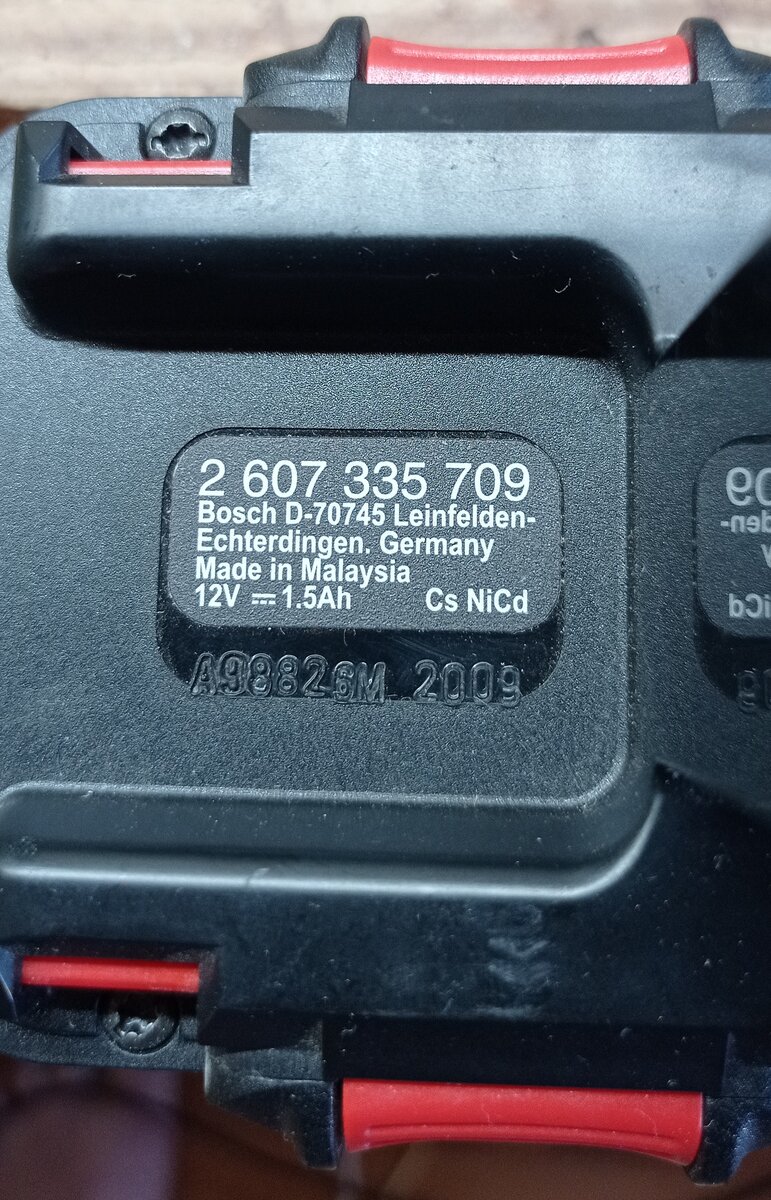 2 607 335 709
Bosch D-70745 Leinfelden-
Echterdingen. Germany
Made in Malaysia
12V ⎓ 1.5Ah Cs NiCd
A98826M 2009